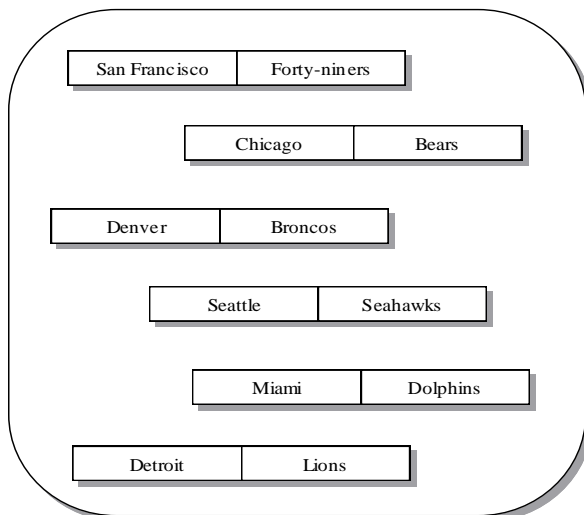 San Francisco Forty-niners
Chicago Bears
Denver Broncos
Seattle Seahawks
Miami Dolphins
Detroit Lions